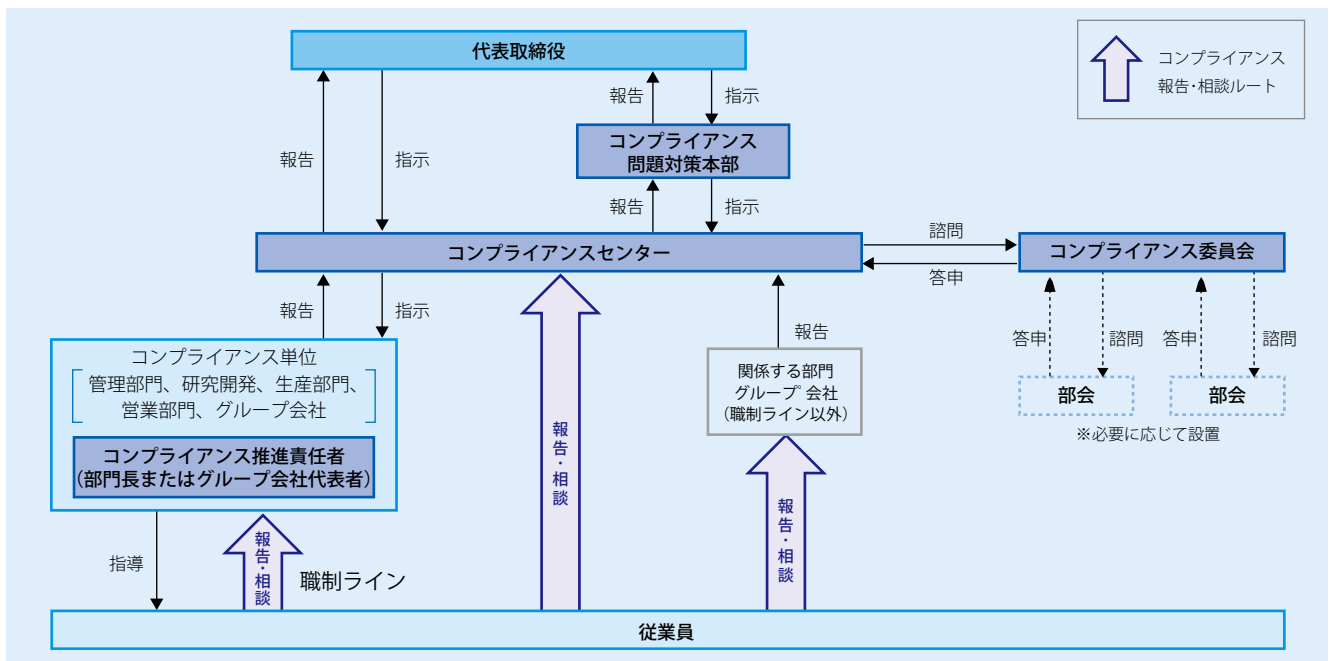 代表取締役
コンプライアンス
報告・相談ルート
報告
指示
報告
指示
コンプライアンス
問題対策本部
報告
指示
コンプライアンスセンター
諮問
答申
コンプライアンス委員会
報告
指示
報告
答申
諮問
答申
諮問
部会
部会
※必要に応じて設置
コンプライアンス単位
管理部門、研究開発、生産部門、
営業部門、グループ会社
コンプライアンス推進責任者
(部門長またはグループ会社代表者)
関係する部門
グループ会社
(職制ライン以外)
指導
報告・相談
職制ライン
報告・相談
報告・相談
従業員